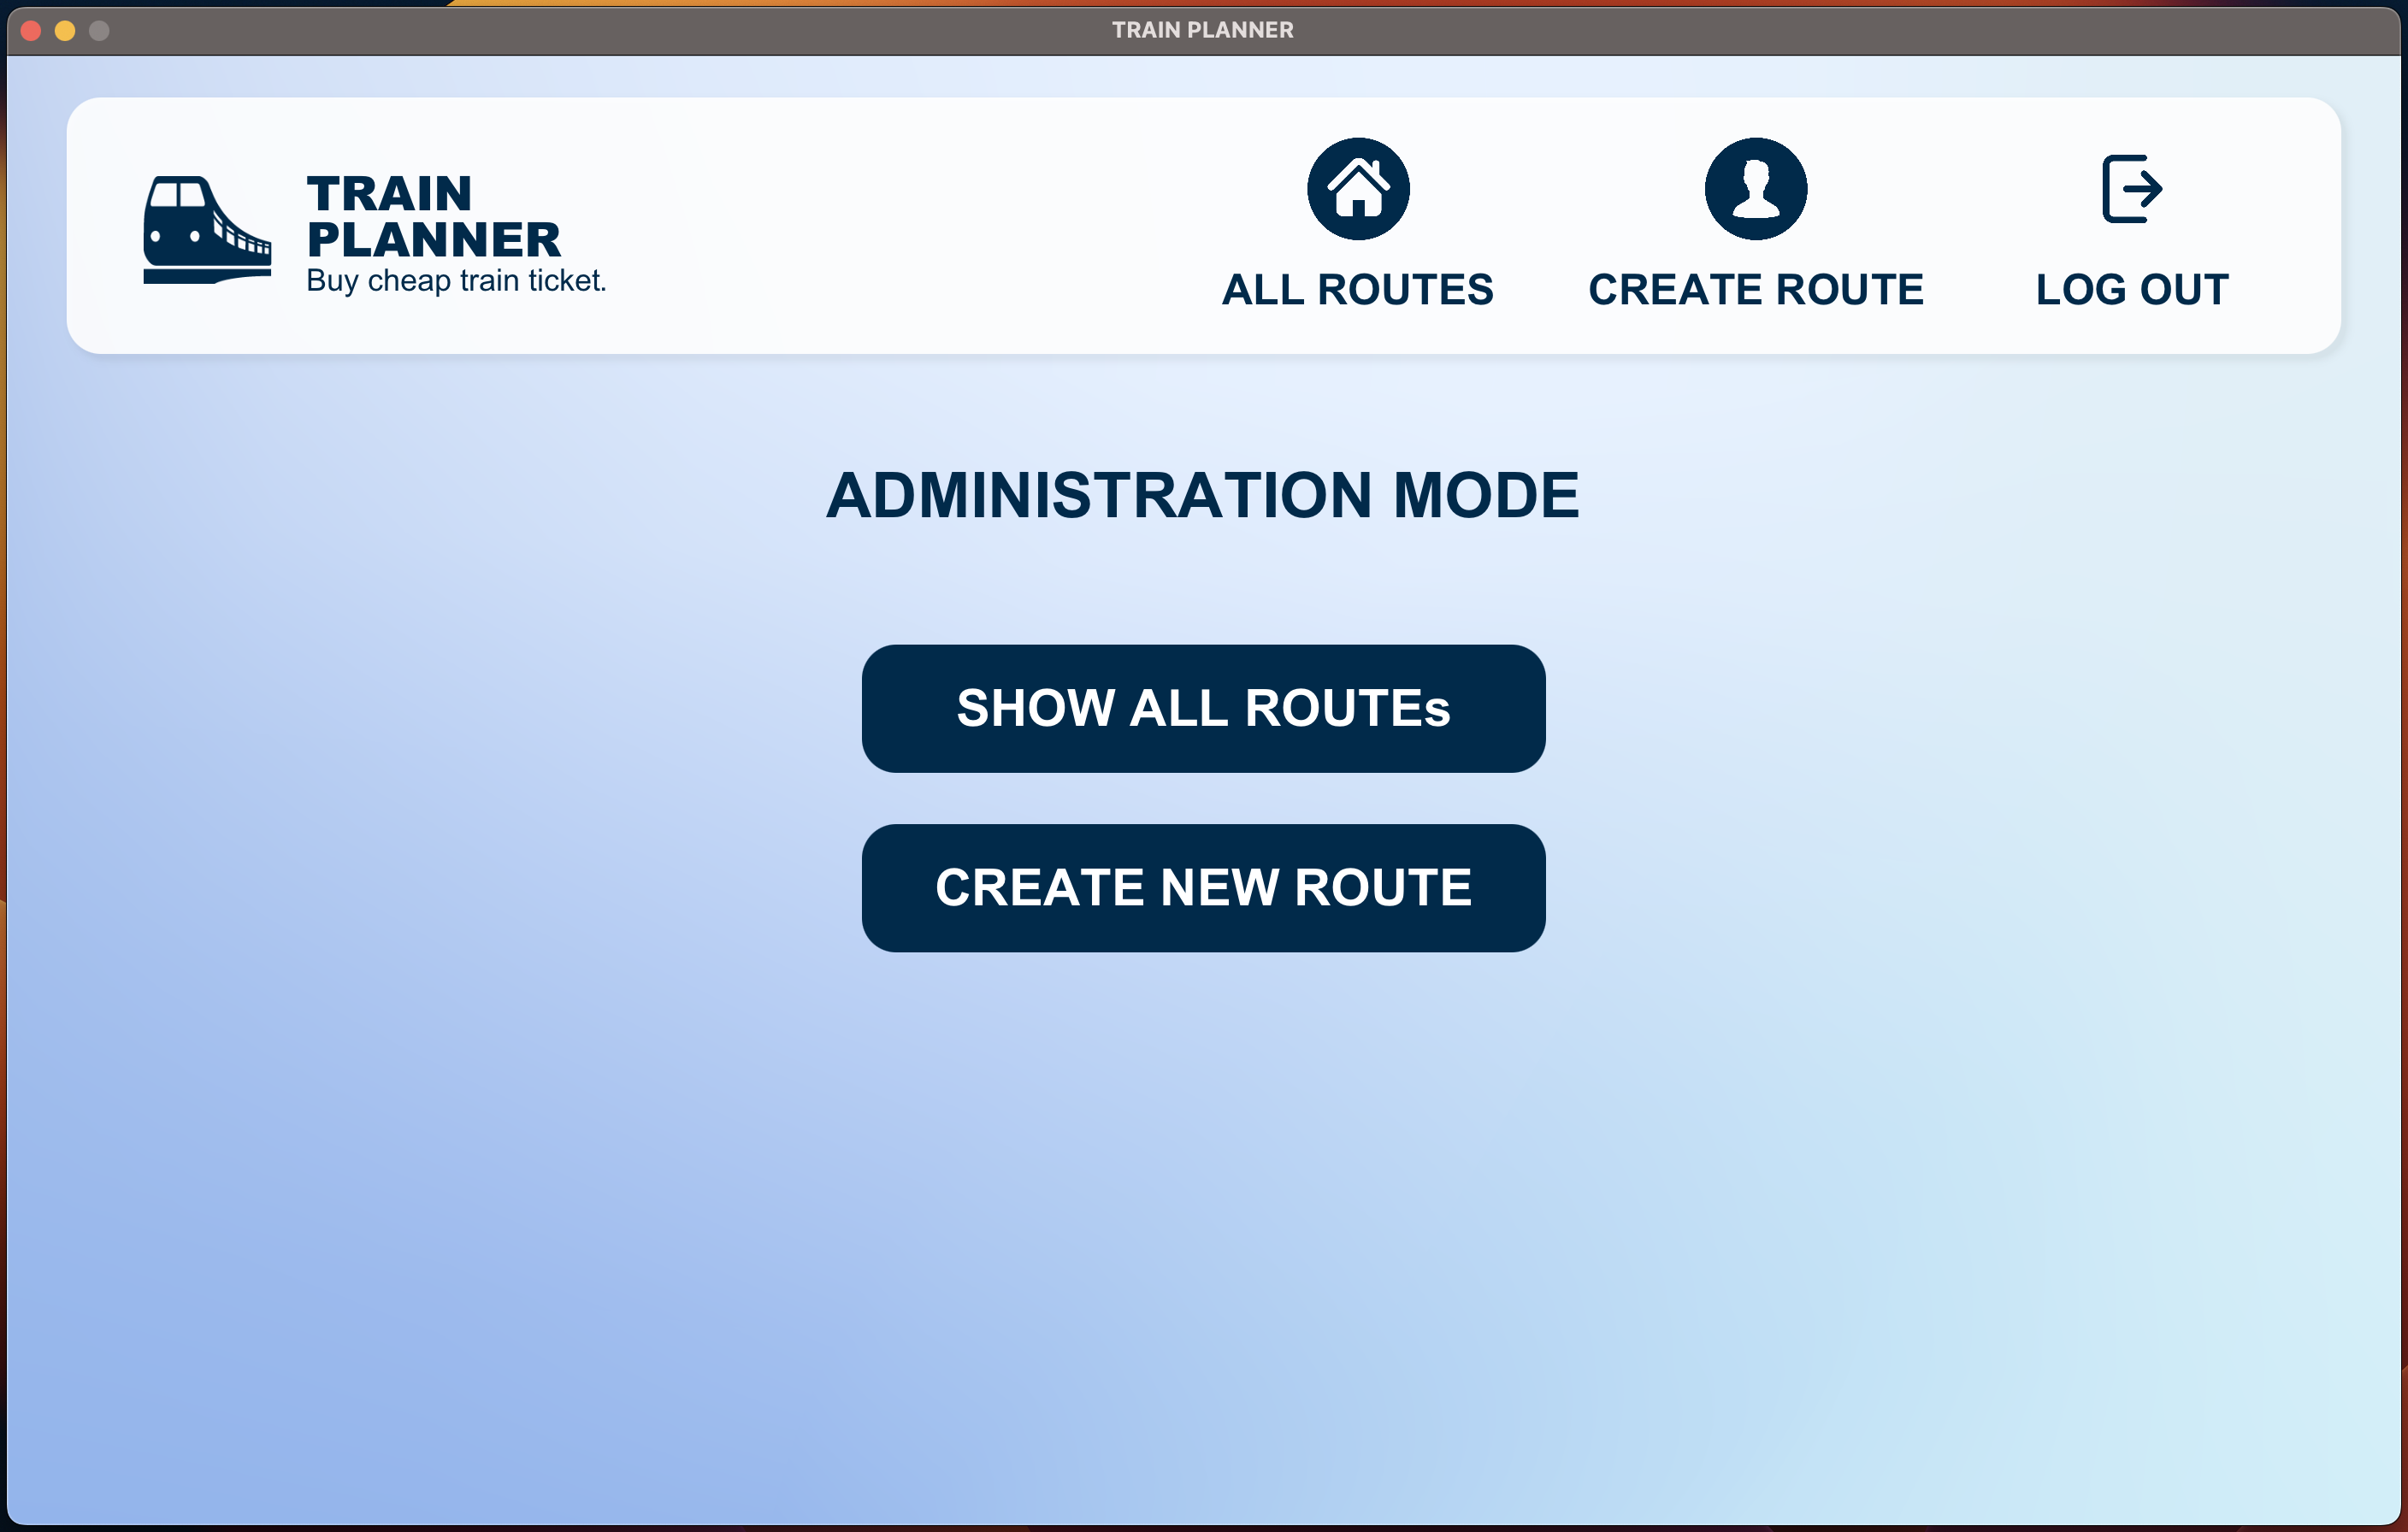 TRAIN PLANNER
TRAIN
PLANNER
Buy cheap train ticket.
ALL ROUTES
CREATE ROUTE
LOG OUT
ADMINISTRATION MODE
SHOW ALL ROUTEs
CREATE NEW ROUTE